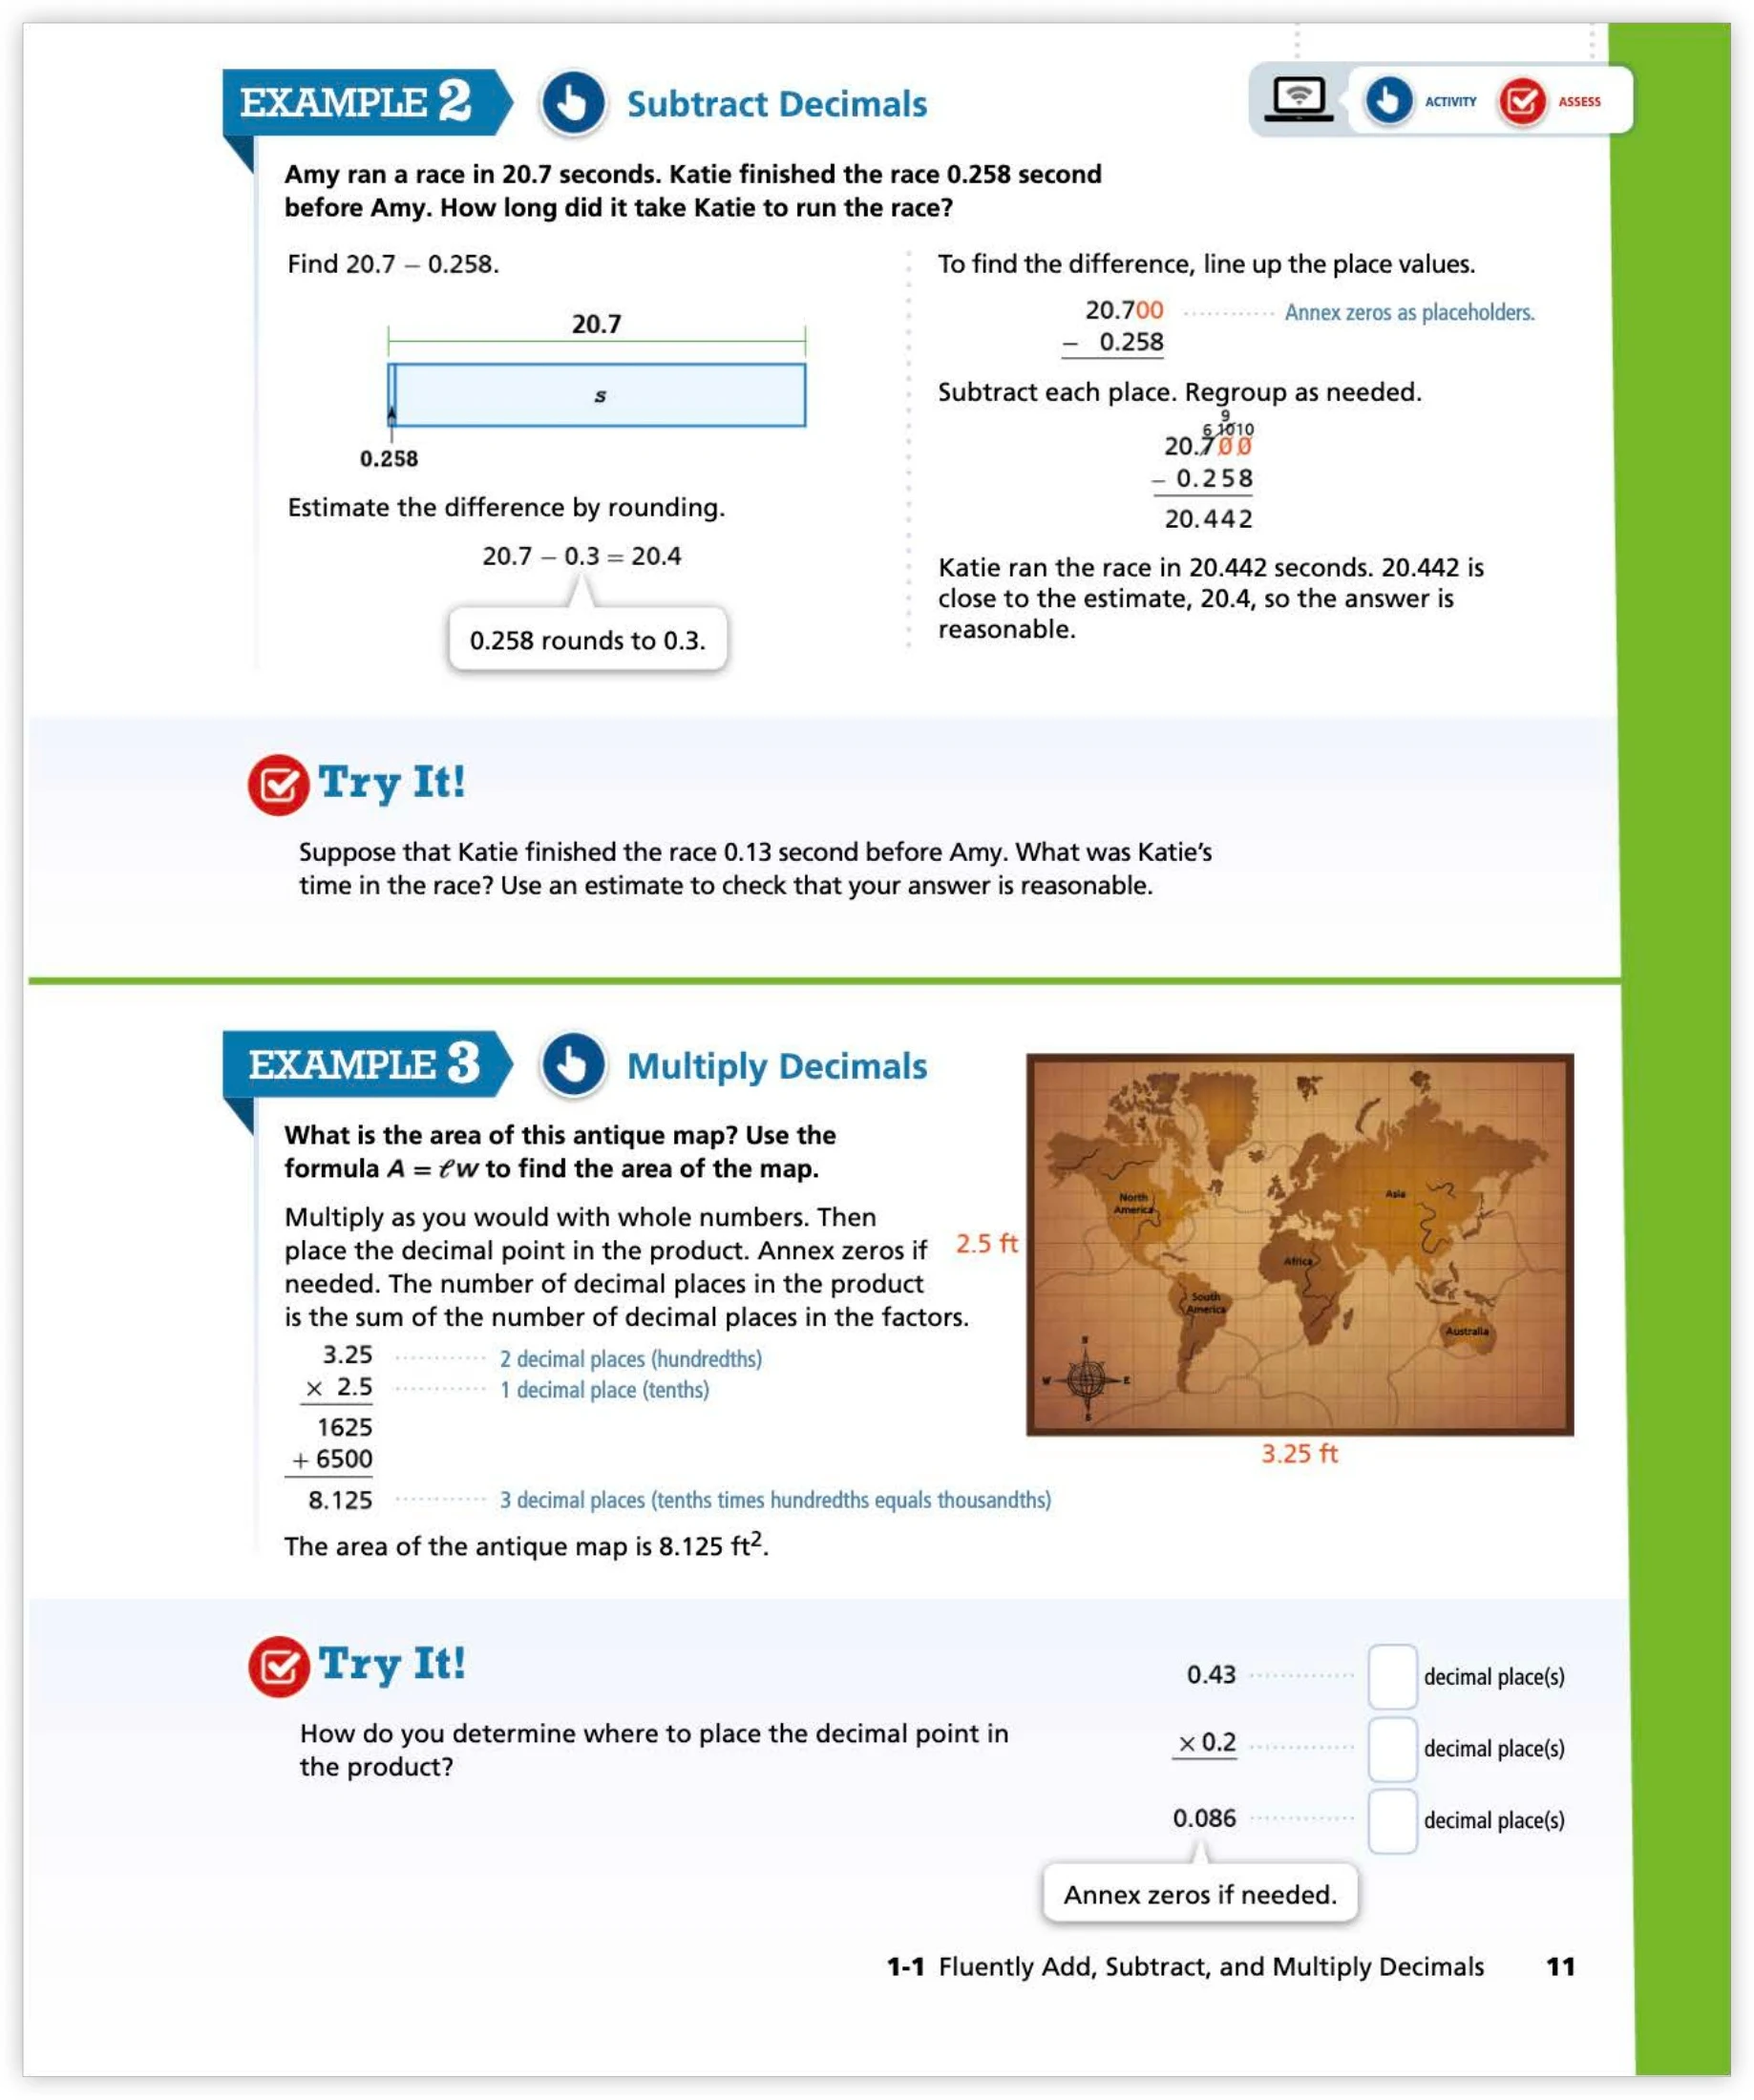 EXAMPLE 2
Subtract Decimals
ACTIVITY
ASSESS
Amy ran a race in 20.7 seconds. Katie finished the race 0.258 second
before Amy. How long did it take Katie to run the race?
Find 20.7 − 0.258.
20.7
s
0.258
Estimate the difference by rounding.
20.7 − 0.3 = 20.4
0.258 rounds to 0.3.
To find the difference, line up the place values.
20.700 Annex zeros as placeholders.
− 0.258
Subtract each place. Regroup as needed.
9
6 10 10
20.700
− 0.258
20.442
Katie ran the race in 20.442 seconds. 20.442 is
close to the estimate, 20.4, so the answer is
reasonable.
Try It!
Suppose that Katie finished the race 0.13 second before Amy. What was Katie's
time in the race? Use an estimate to check that your answer is reasonable.
EXAMPLE 3
Multiply Decimals
What is the area of this antique map? Use the
formula A = ℓw to find the area of the map.
Multiply as you would with whole numbers. Then
place the decimal point in the product. Annex zeros if
needed. The number of decimal places in the product
is the sum of the number of decimal places in the factors.
3.25 2 decimal places (hundredths)
× 2.5 1 decimal place (tenths)
1625
+ 6500
8.125 3 decimal places (tenths times hundredths equals thousandths)
The area of the antique map is 8.125 ft².
2.5 ft
North
America
Asia
Africa
South
America
Australia
N
W E
S
3.25 ft
Try It!
How do you determine where to place the decimal point in
the product?
0.43 decimal place(s)
× 0.2 decimal place(s)
0.086 decimal place(s)
Annex zeros if needed.
1-1 Fluently Add, Subtract, and Multiply Decimals 11